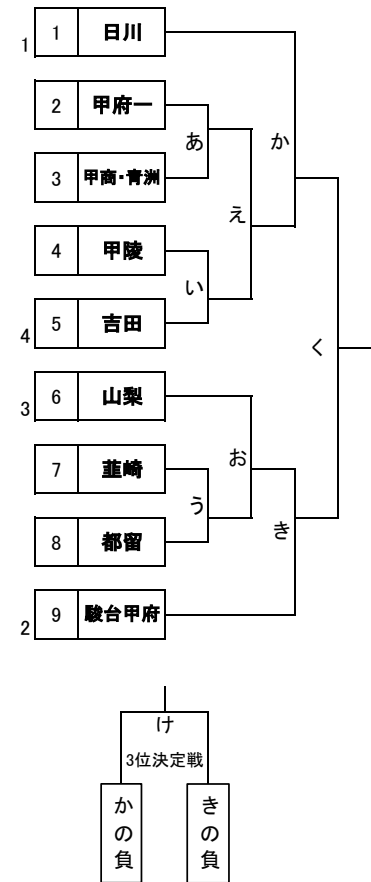 1 1 日川
2 甲府一
あ
か
3 甲商・青洲
え
4 甲陵
い
4 5 吉田
く
3 6 山梨
お
7 韮崎
う
き
8 都留
2 9 駿台甲府
け
3位決定戦
かの負
きの負